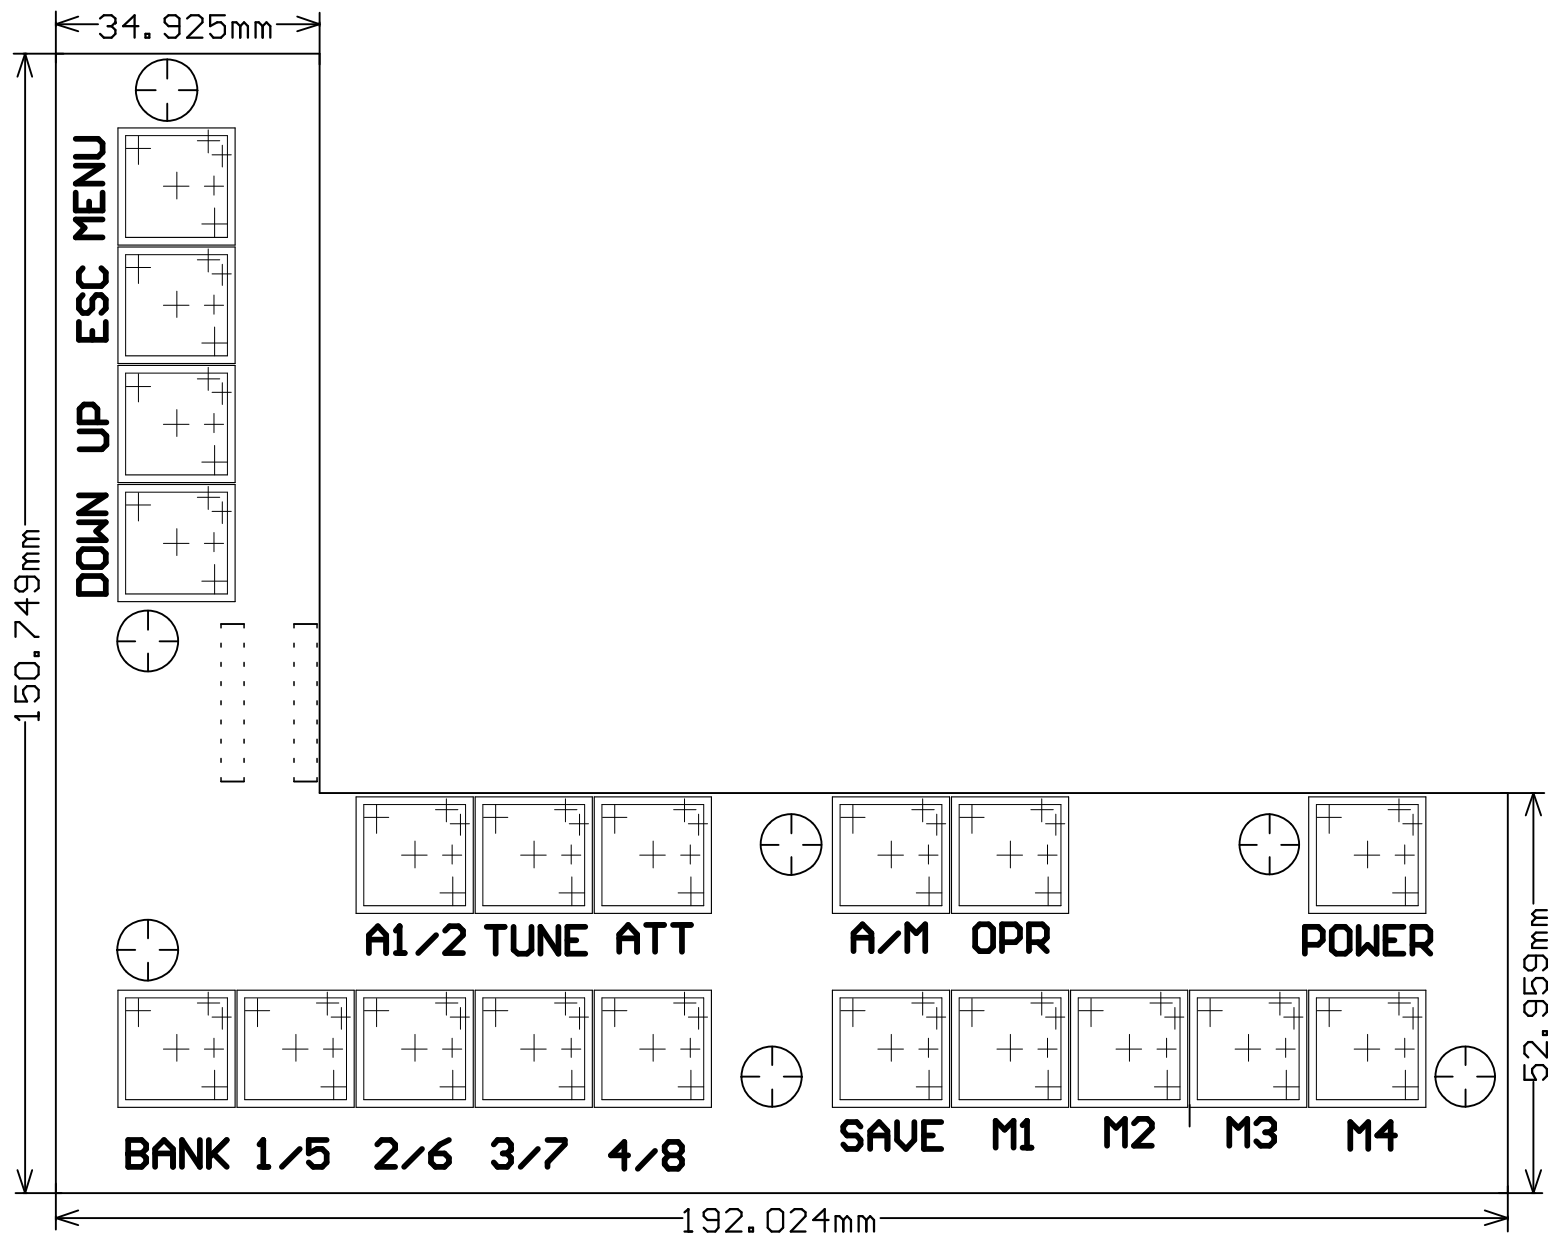 34.925mm
MENU
ESC
UP
DOWN
150.749mm
A1/2 TUNE ATT A/M OPR POWER
52.959mm
BANK 1/5 2/6 3/7 4/8 SAVE M1 M2 M3 M4
192.024mm